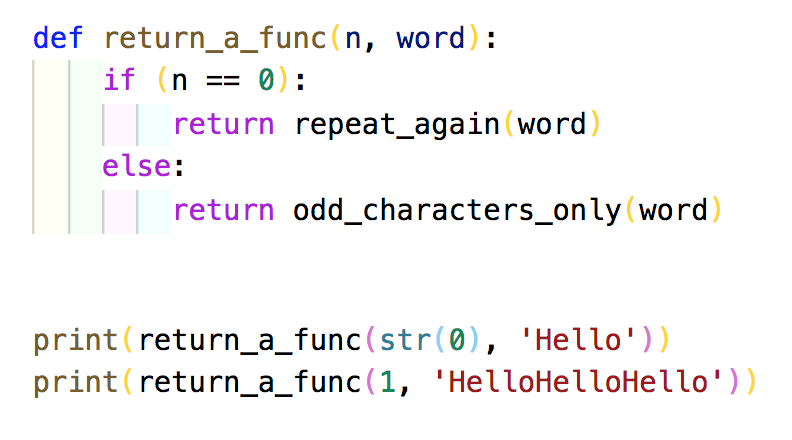 def return_a_func(n, word):
    if (n == 0):
        return repeat_again(word)
    else:
        return odd_characters_only(word)
print(return_a_func(str(0), 'Hello'))
print(return_a_func(1, 'HelloHelloHello'))